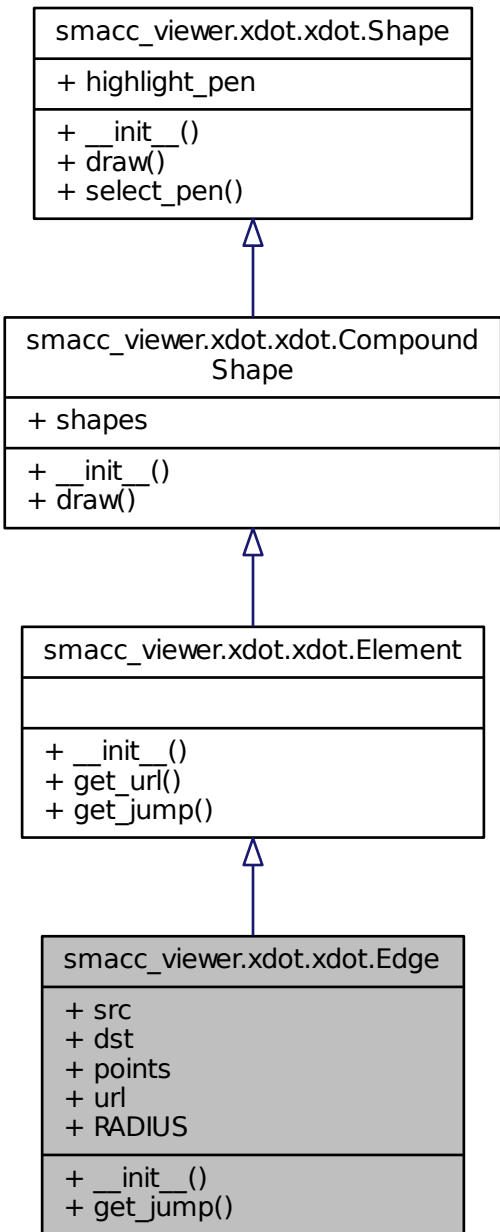 smacc_viewer.xdot.xdot.Shape
+ highlight_pen
+ __init__()
+ draw()
+ select_pen()
smacc_viewer.xdot.xdot.Compound
Shape
+ shapes
+ __init__()
+ draw()
smacc_viewer.xdot.xdot.Element
+ __init__()
+ get_url()
+ get_jump()
smacc_viewer.xdot.xdot.Edge
+ src
+ dst
+ points
+ url
+ RADIUS
+ __init__()
+ get_jump()